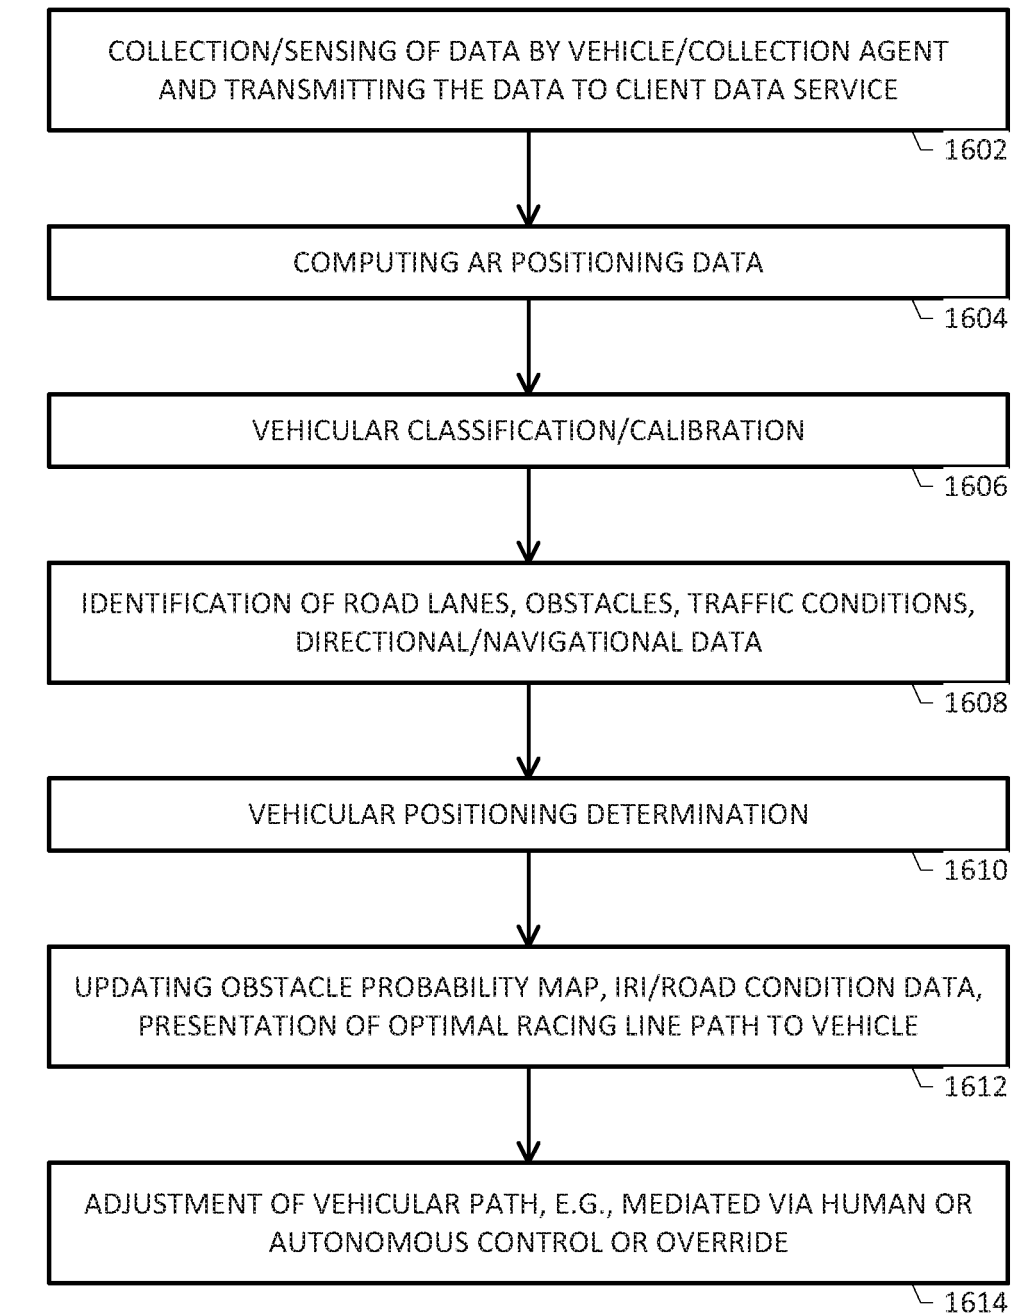 COLLECTION/SENSING OF DATA BY VEHICLE/COLLECTION AGENT
AND TRANSMITTING THE DATA TO CLIENT DATA SERVICE
1602
COMPUTING AR POSITIONING DATA
1604
VEHICULAR CLASSIFICATION/CALIBRATION
1606
IDENTIFICATION OF ROAD LANES, OBSTACLES, TRAFFIC CONDITIONS,
DIRECTIONAL/NAVIGATIONAL DATA
1608
VEHICULAR POSITIONING DETERMINATION
1610
UPDATING OBSTACLE PROBABILITY MAP, IRI/ROAD CONDITION DATA,
PRESENTATION OF OPTIMAL RACING LINE PATH TO VEHICLE
1612
ADJUSTMENT OF VEHICULAR PATH, E.G., MEDIATED VIA HUMAN OR
AUTONOMOUS CONTROL OR OVERRIDE
1614